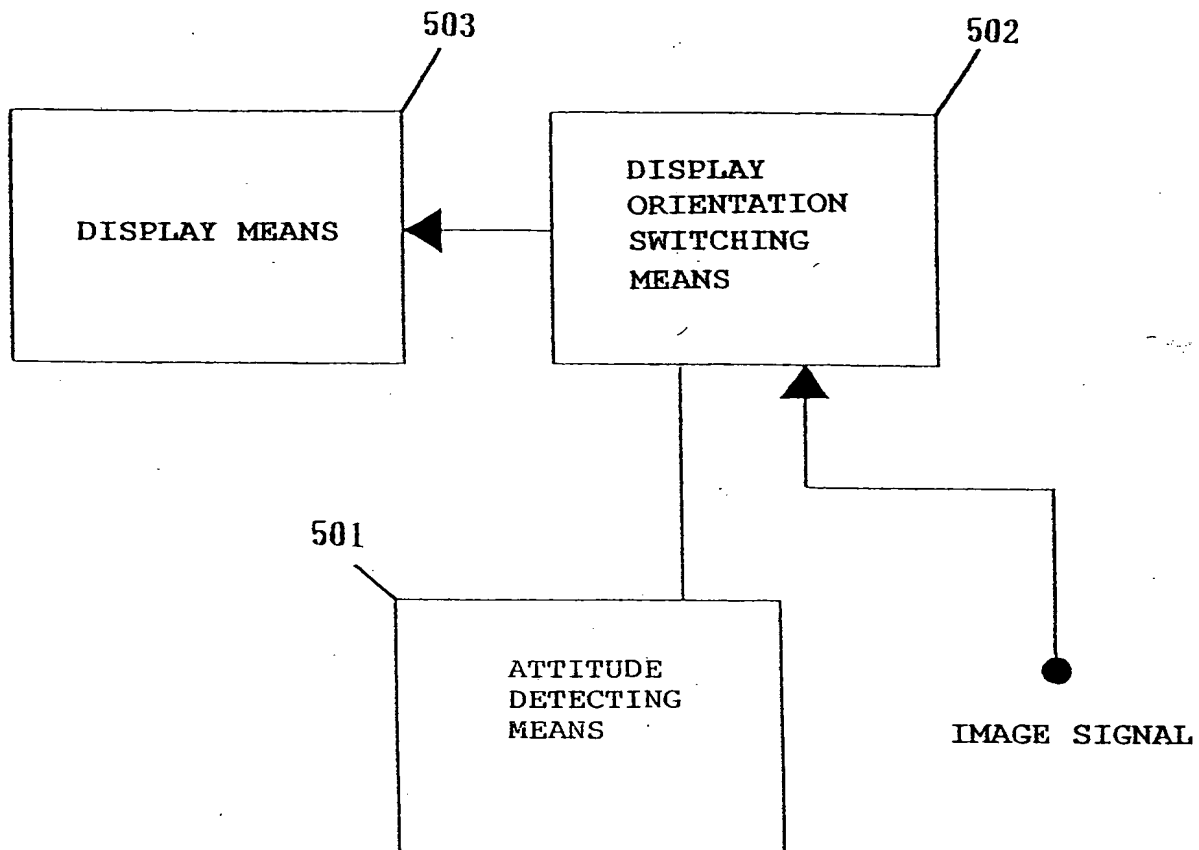 503
502
DISPLAY MEANS
DISPLAY
ORIENTATION
SWITCHING
MEANS
501
ATTITUDE
DETECTING
MEANS
IMAGE SIGNAL